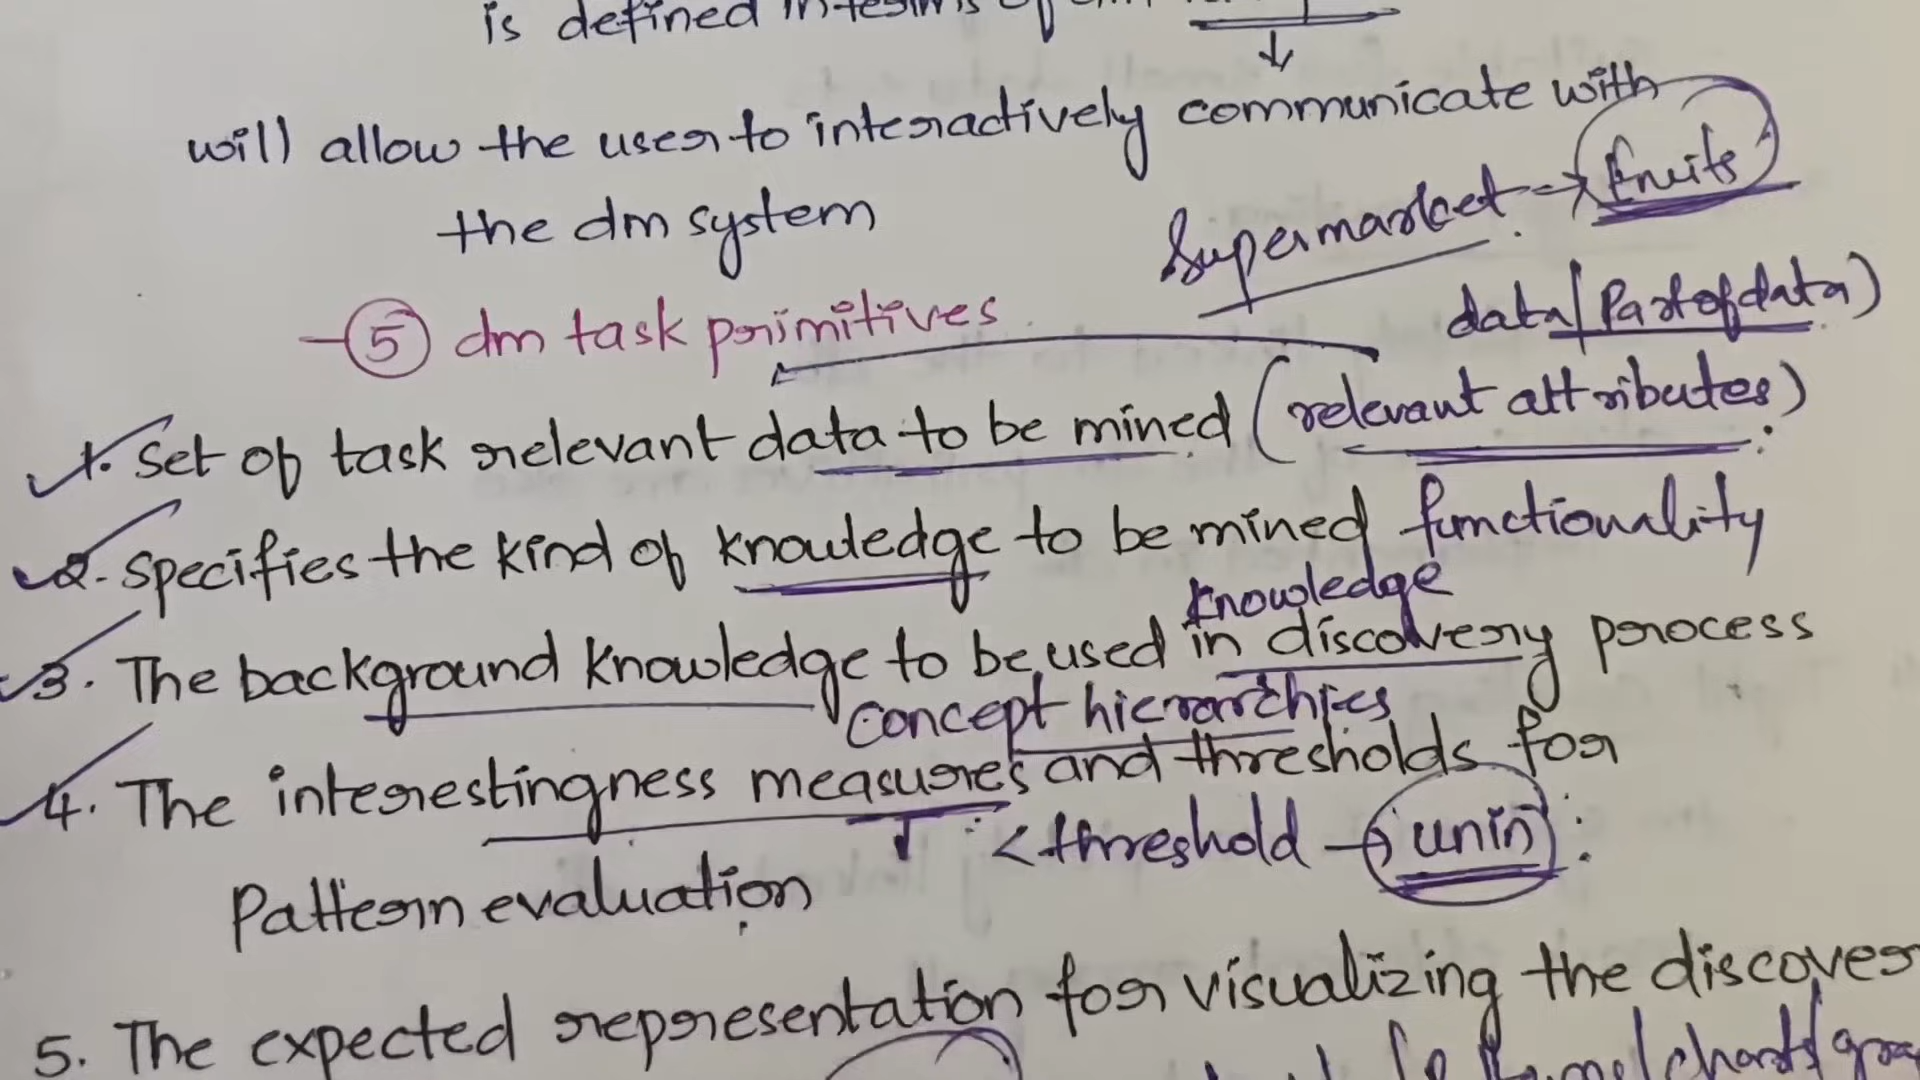 is defined in terms of
will allow the user to interactively communicate with
the dm system
Supermarket → fruits
data/Part of data)
⑤ dm task primitives
1. Set of task relevant data to be mined (relevant attributes)
2. Specifies the kind of knowledge to be mined functionality
knowledge
3. The background knowledge to be used in discovery process
concept hierarchies
4. The interestingness measures and thresholds for
< threshold → unin
Pattern evaluation
5. The expected representation for visualizing the discover
charts/